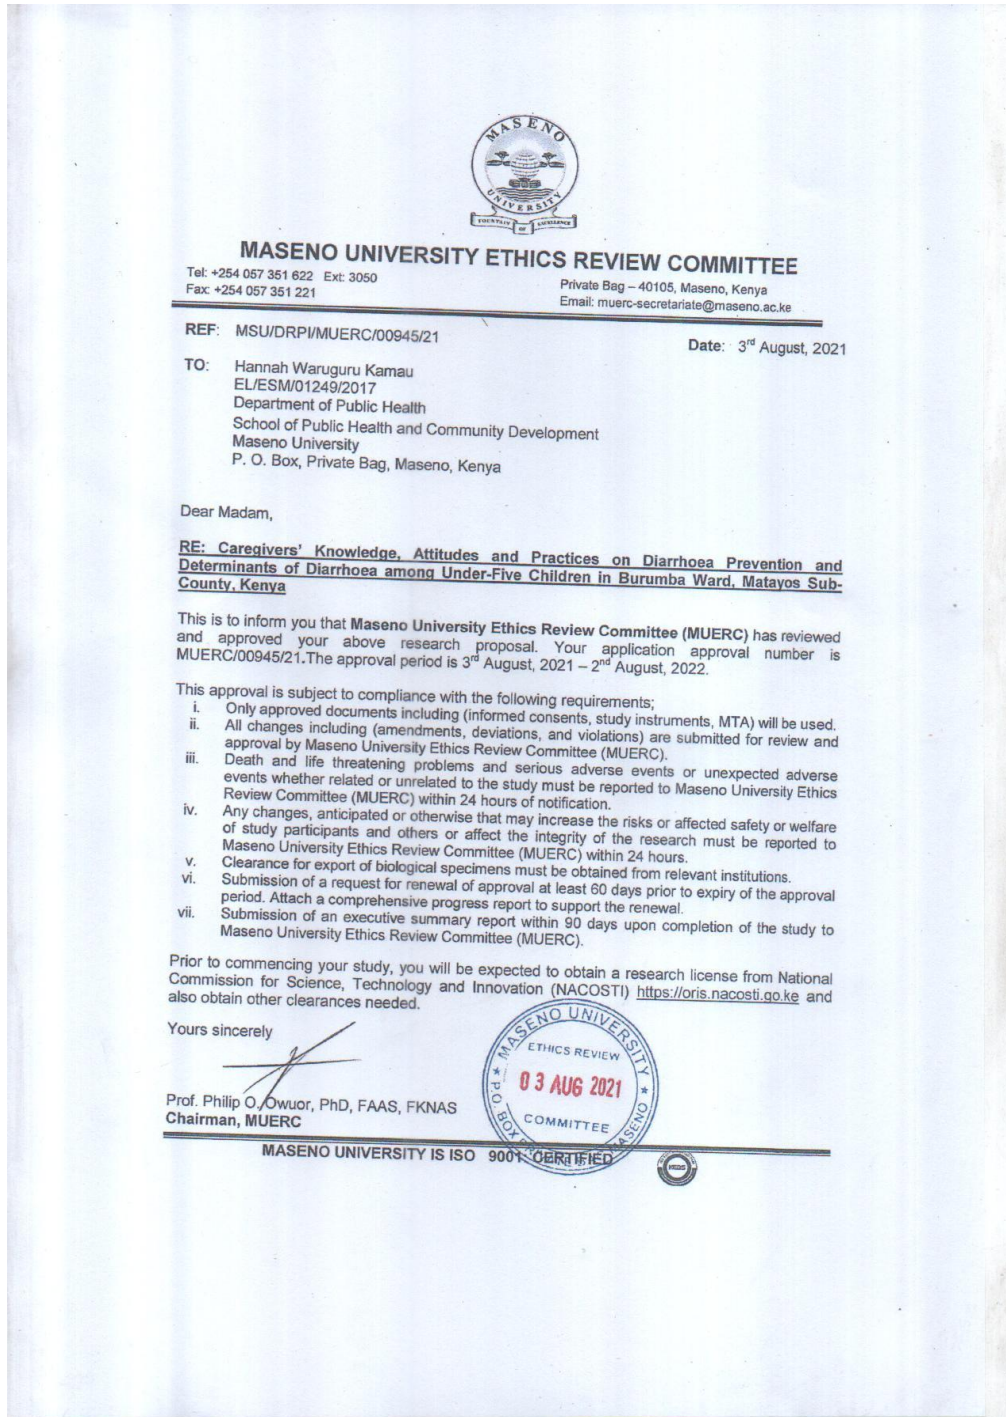 MASENO
UNIVERSITY
FOUNTAIN OF EXCELLENCE
MASENO UNIVERSITY ETHICS REVIEW COMMITTEE
Tel: +254 057 351 622 Ext: 3050
Fax: +254 057 351 221
Private Bag – 40105, Maseno, Kenya
Email: muerc-secretariate@maseno.ac.ke
REF: MSU/DRPI/MUERC/00945/21
Date: 3rd August, 2021
TO: Hannah Waruguru Kamau
EL/ESM/01249/2017
Department of Public Health
School of Public Health and Community Development
Maseno University
P. O. Box, Private Bag, Maseno, Kenya
Dear Madam,
RE: Caregivers' Knowledge, Attitudes and Practices on Diarrhoea Prevention and
Determinants of Diarrhoea among Under-Five Children in Burumba Ward, Matayos Sub-
County, Kenya
This is to inform you that Maseno University Ethics Review Committee (MUERC) has reviewed
and approved your above research proposal. Your application approval number is
MUERC/00945/21.The approval period is 3rd August, 2021 – 2nd August, 2022.
This approval is subject to compliance with the following requirements;
i. Only approved documents including (informed consents, study instruments, MTA) will be used.
ii. All changes including (amendments, deviations, and violations) are submitted for review and
approval by Maseno University Ethics Review Committee (MUERC).
iii. Death and life threatening problems and serious adverse events or unexpected adverse
events whether related or unrelated to the study must be reported to Maseno University Ethics
Review Committee (MUERC) within 24 hours of notification.
iv. Any changes, anticipated or otherwise that may increase the risks or affected safety or welfare
of study participants and others or affect the integrity of the research must be reported to
Maseno University Ethics Review Committee (MUERC) within 24 hours.
v. Clearance for export of biological specimens must be obtained from relevant institutions.
vi. Submission of a request for renewal of approval at least 60 days prior to expiry of the approval
period. Attach a comprehensive progress report to support the renewal.
vii. Submission of an executive summary report within 90 days upon completion of the study to
Maseno University Ethics Review Committee (MUERC).
Prior to commencing your study, you will be expected to obtain a research license from National
Commission for Science, Technology and Innovation (NACOSTI) https://oris.nacosti.go.ke and
also obtain other clearances needed.
Yours sincerely
MASENO UNIVERSITY
ETHICS REVIEW
03 AUG 2021
COMMITTEE
P.O. BOX MASENO
Prof. Philip O. Owuor, PhD, FAAS, FKNAS
Chairman, MUERC
MASENO UNIVERSITY IS ISO 9001 CERTIFIED